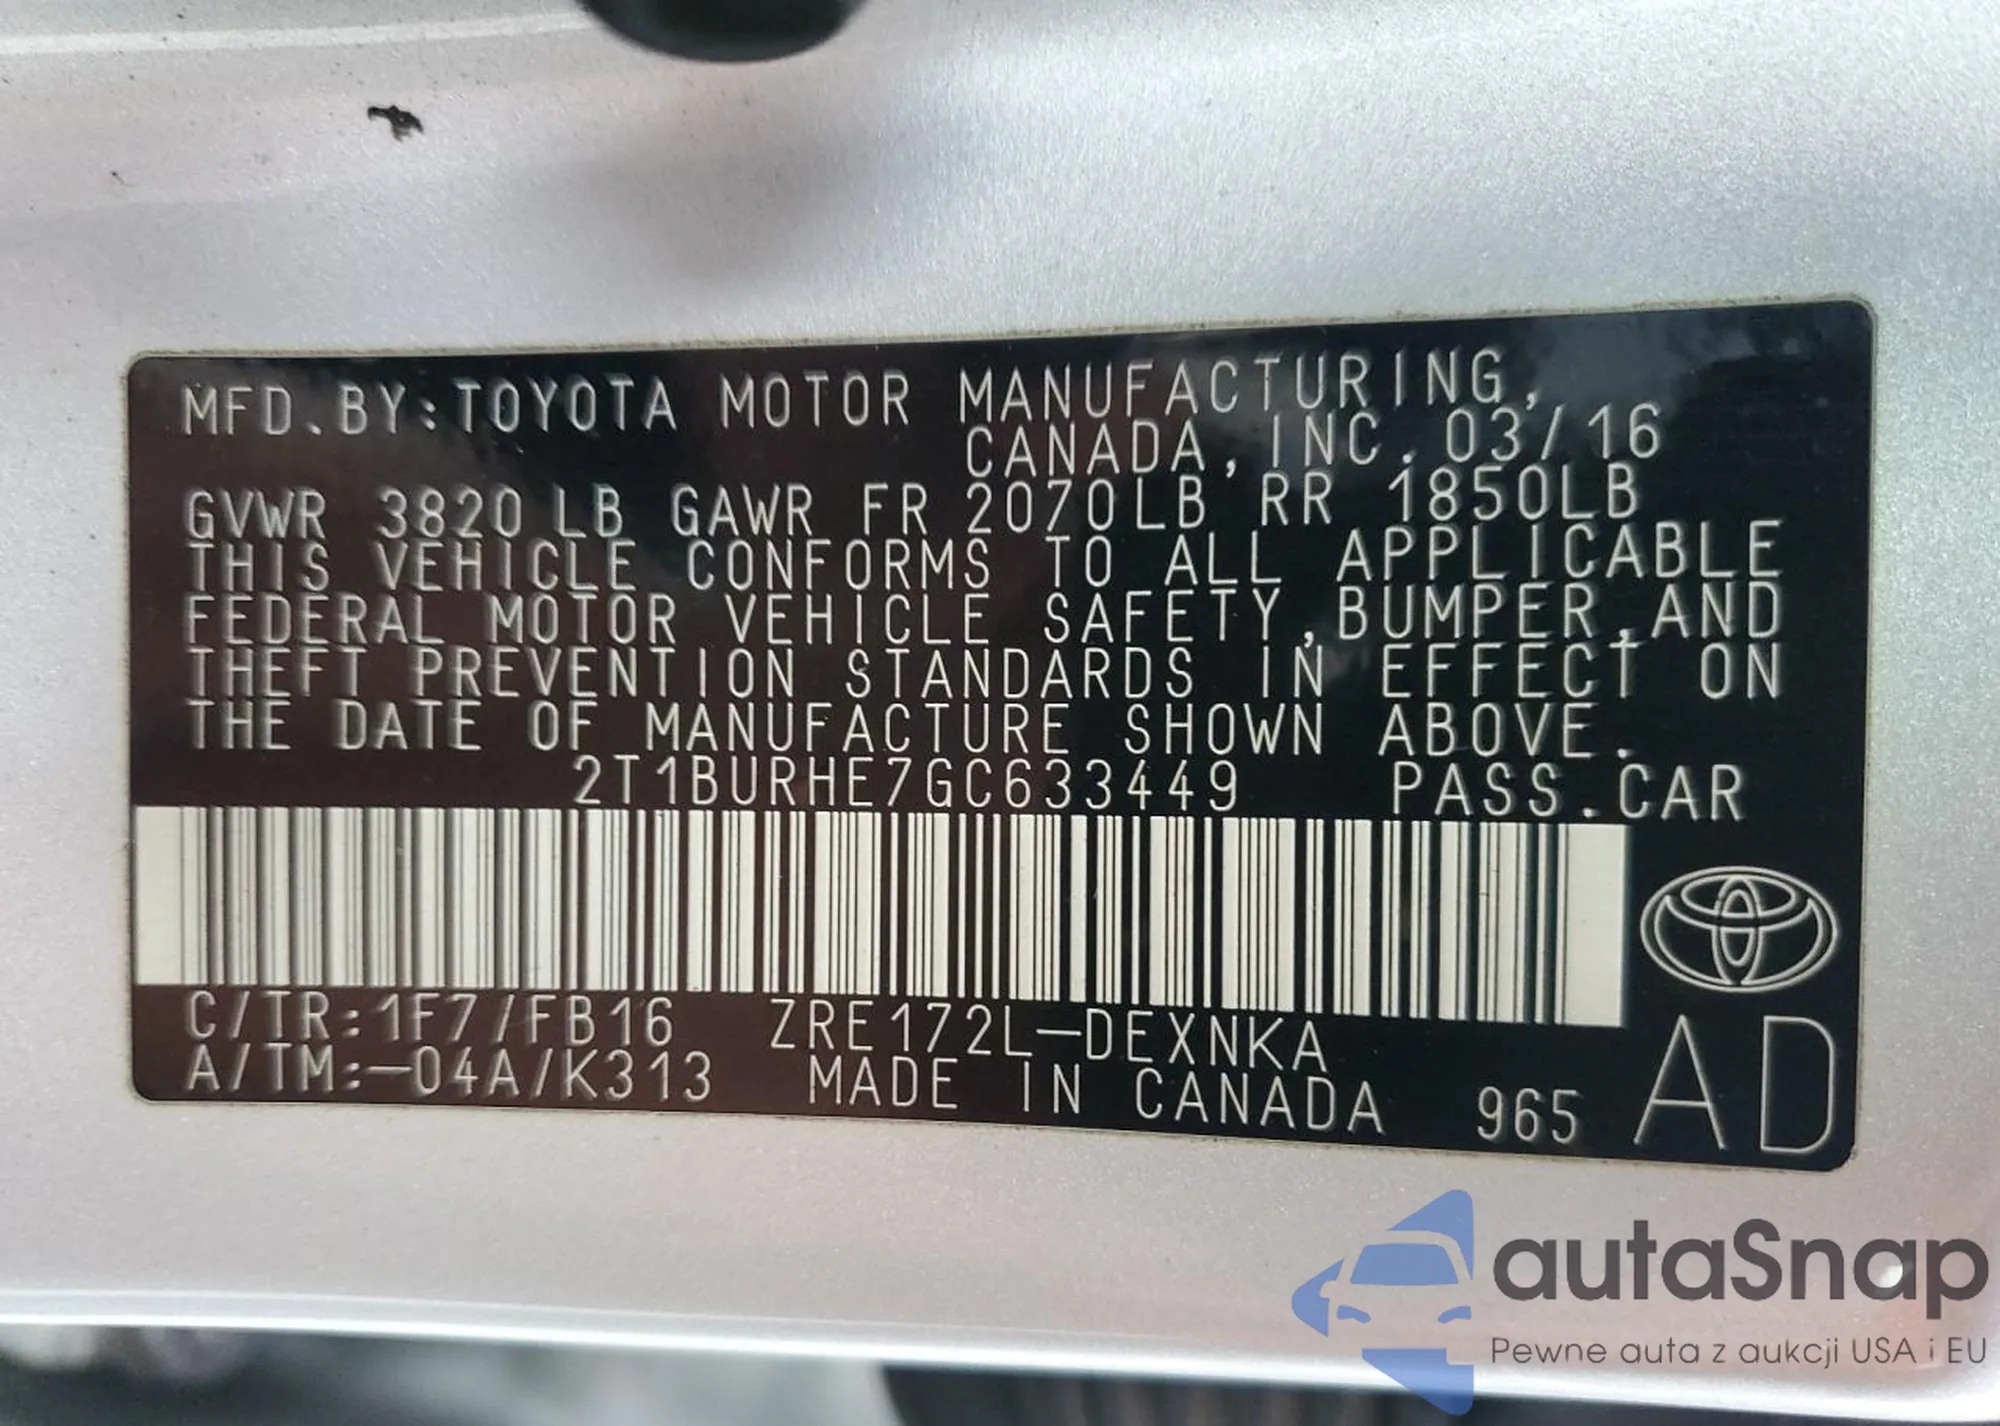 MFD.BY:TOYOTA MOTOR MANUFACTURING,
CANADA,INC.03/16
GVWR 3820LB GAWR FR 2070LB RR 1850LB
THIS VEHICLE CONFORMS TO ALL APPLICABLE
FEDERAL MOTOR VEHICLE SAFETY,BUMPER,AND
THEFT PREVENTION STANDARDS IN EFFECT ON
THE DATE OF MANUFACTURE SHOWN ABOVE.
2T1BURHE7GC633449 PASS.CAR
C/TR:1F7/FB16 ZRE172L-DEXNKA
A/TM:-04A/K313 MADE IN CANADA 965 AD
autaSnap
Pewne auta z aukcji USA i EU